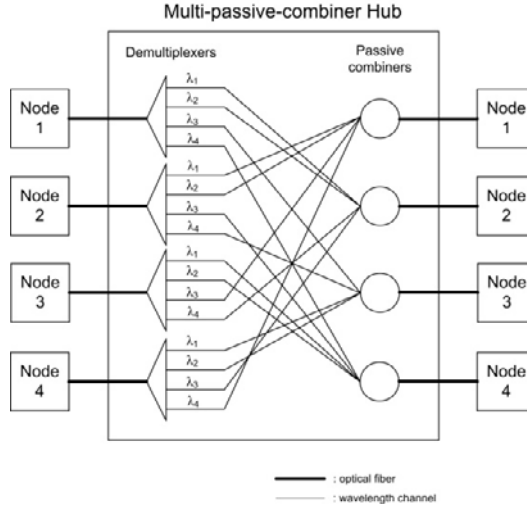 Multi-passive-combiner Hub
Demultiplexers
Passive
combiners
Node
1
λ1
λ2
λ3
λ4
Node
1
Node
2
λ1
λ2
λ3
λ4
Node
2
Node
3
λ1
λ2
λ3
λ4
Node
3
Node
4
λ1
λ2
λ3
λ4
Node
4
: optical fiber
: wavelength channel